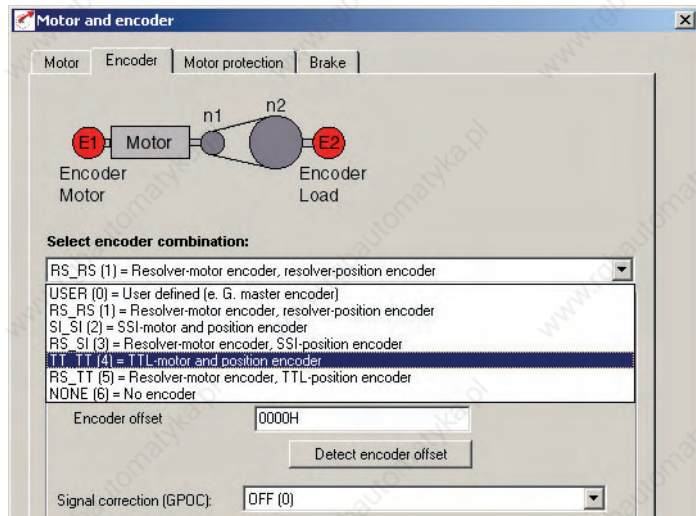 Motor and encoder
Motor
Encoder
Motor protection
Brake
n1
n2
E1
Motor
E2
Encoder
Motor
Encoder
Load
Select encoder combination:
RS_RS (1) = Resolver-motor encoder, resolver-position encoder
USER (0) = User defined (e. G. master encoder)
RS_RS (1) = Resolver-motor encoder, resolver-position encoder
SI_SI (2) = SSI-motor and position encoder
RS_SI (3) = Resolver-motor encoder, SSI-position encoder
TT_TT (4) = TTL-motor and position encoder
RS_TT (5) = Resolver-motor encoder, TTL-position encoder
NONE (6) = No encoder
Encoder offset
0000H
Detect encoder offset
Signal correction (GPOC):
OFF (0)
www.rgbautomatyka.pl